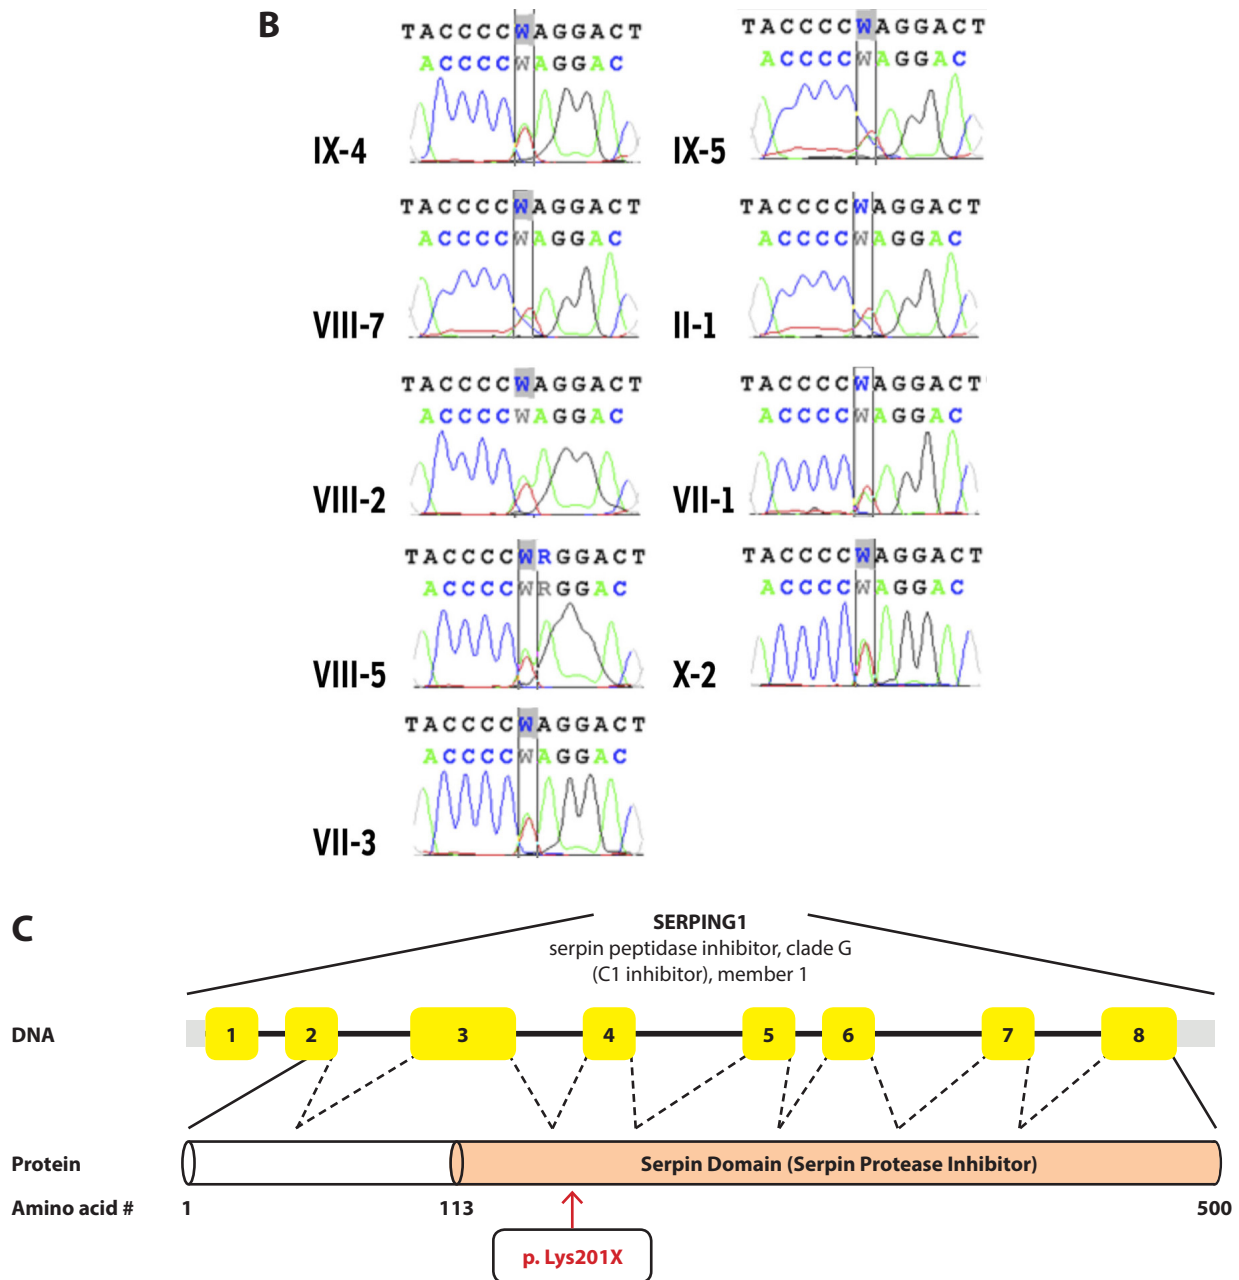 B
TACCCCWAGGACT
ACCCCWAGGAC
IX-4
TACCCCWAGGACT
ACCCCWAGGAC
IX-5
TACCCCWAGGACT
ACCCCWAGGAC
VIII-7
TACCCCWAGGACT
ACCCCWAGGAC
II-1
TACCCCWAGGACT
ACCCCWAGGAC
VIII-2
TACCCCWAGGACT
ACCCCWAGGAC
VII-1
TACCCCWRGGACT
ACCCCWRGGAC
VIII-5
TACCCCWAGGACT
ACCCCWAGGAC
X-2
TACCCCWAGGACT
ACCCCWAGGAC
VII-3
C
SERPING1
serpin peptidase inhibitor, clade G
(C1 inhibitor), member 1
DNA 1 2 3 4 5 6 7 8
Protein Serpin Domain (Serpin Protease Inhibitor)
Amino acid # 1 113 500
p. Lys201X